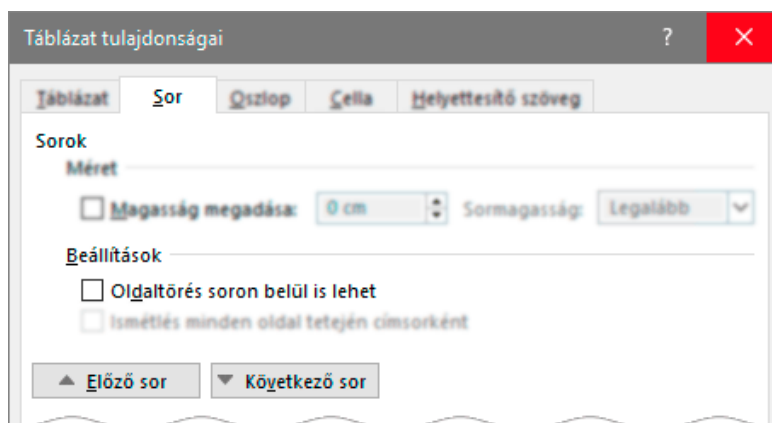 Táblázat tulajdonságai ?
Táblázat Sor Oszlop Cella Helyettesítő szöveg
Sorok
Méret
Magasság megadása: 0 cm Sormagasság: Legalább
Beállítások
Oldaltörés soron belül is lehet
Ismétlés minden oldal tetején címsorként
Előző sor Következő sor